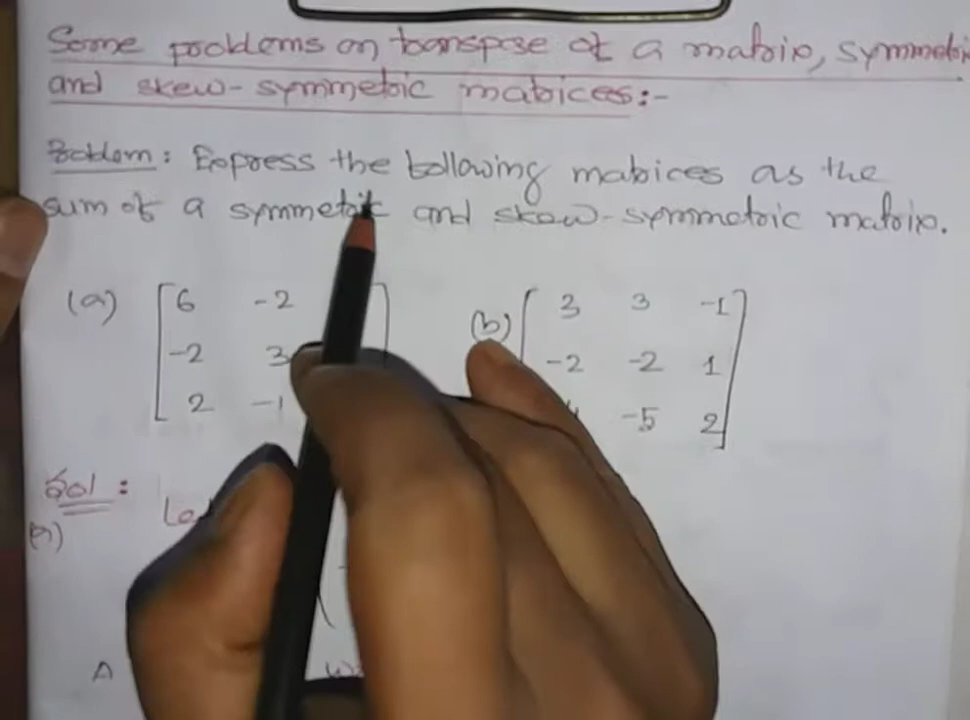 Some problems on transpose of a matrix, symmetric
and skew-symmetric matrices:-
Problem: Express the following matrices as the
sum of a symmetric and skew-symmetric matrix.
(a) [ 6 -2
-2 3
2 -1 ]
(b) [ 3 3 -1
-2 -2 1
-5 2 ]
Sol :
(a)
A